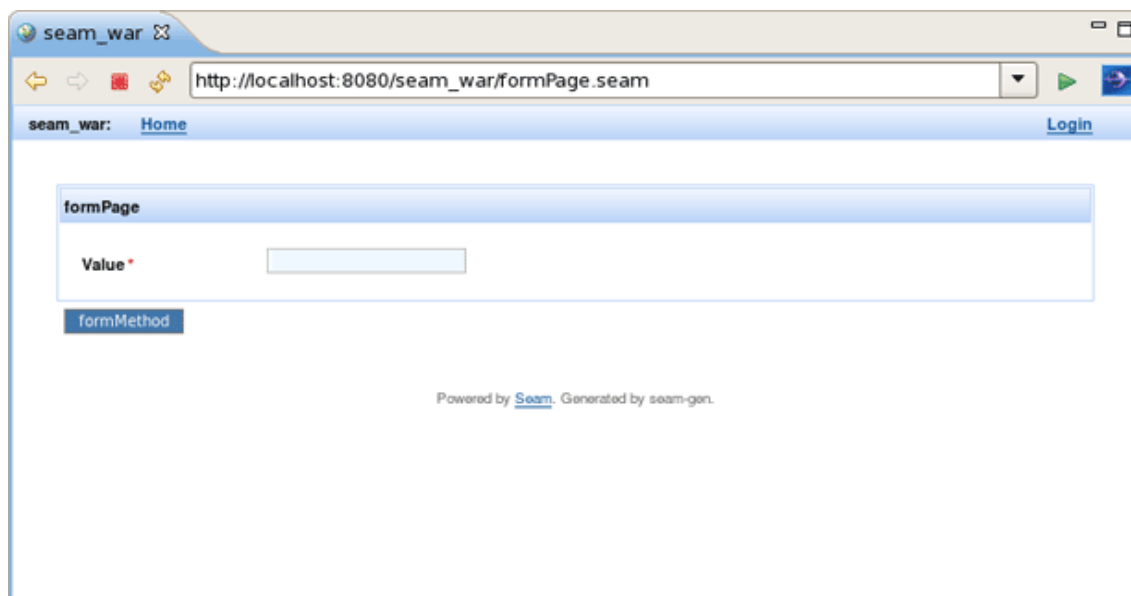 seam_war
http://localhost:8080/seam_war/formPage.seam
seam_war: Home Login
formPage
Value*
formMethod
Powered by Seam. Generated by seam-gen.